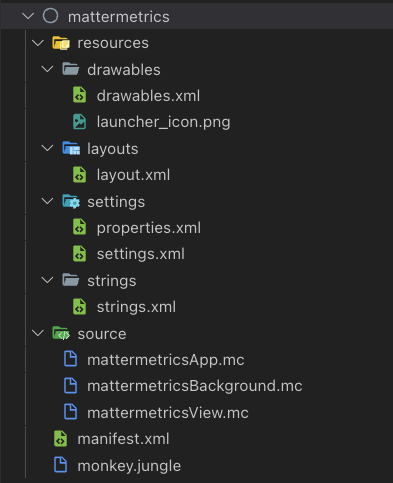 mattermetrics
resources
drawables
drawables.xml
launcher_icon.png
layouts
layout.xml
settings
properties.xml
settings.xml
strings
strings.xml
source
mattermetricsApp.mc
mattermetricsBackground.mc
mattermetricsView.mc
manifest.xml
monkey.jungle